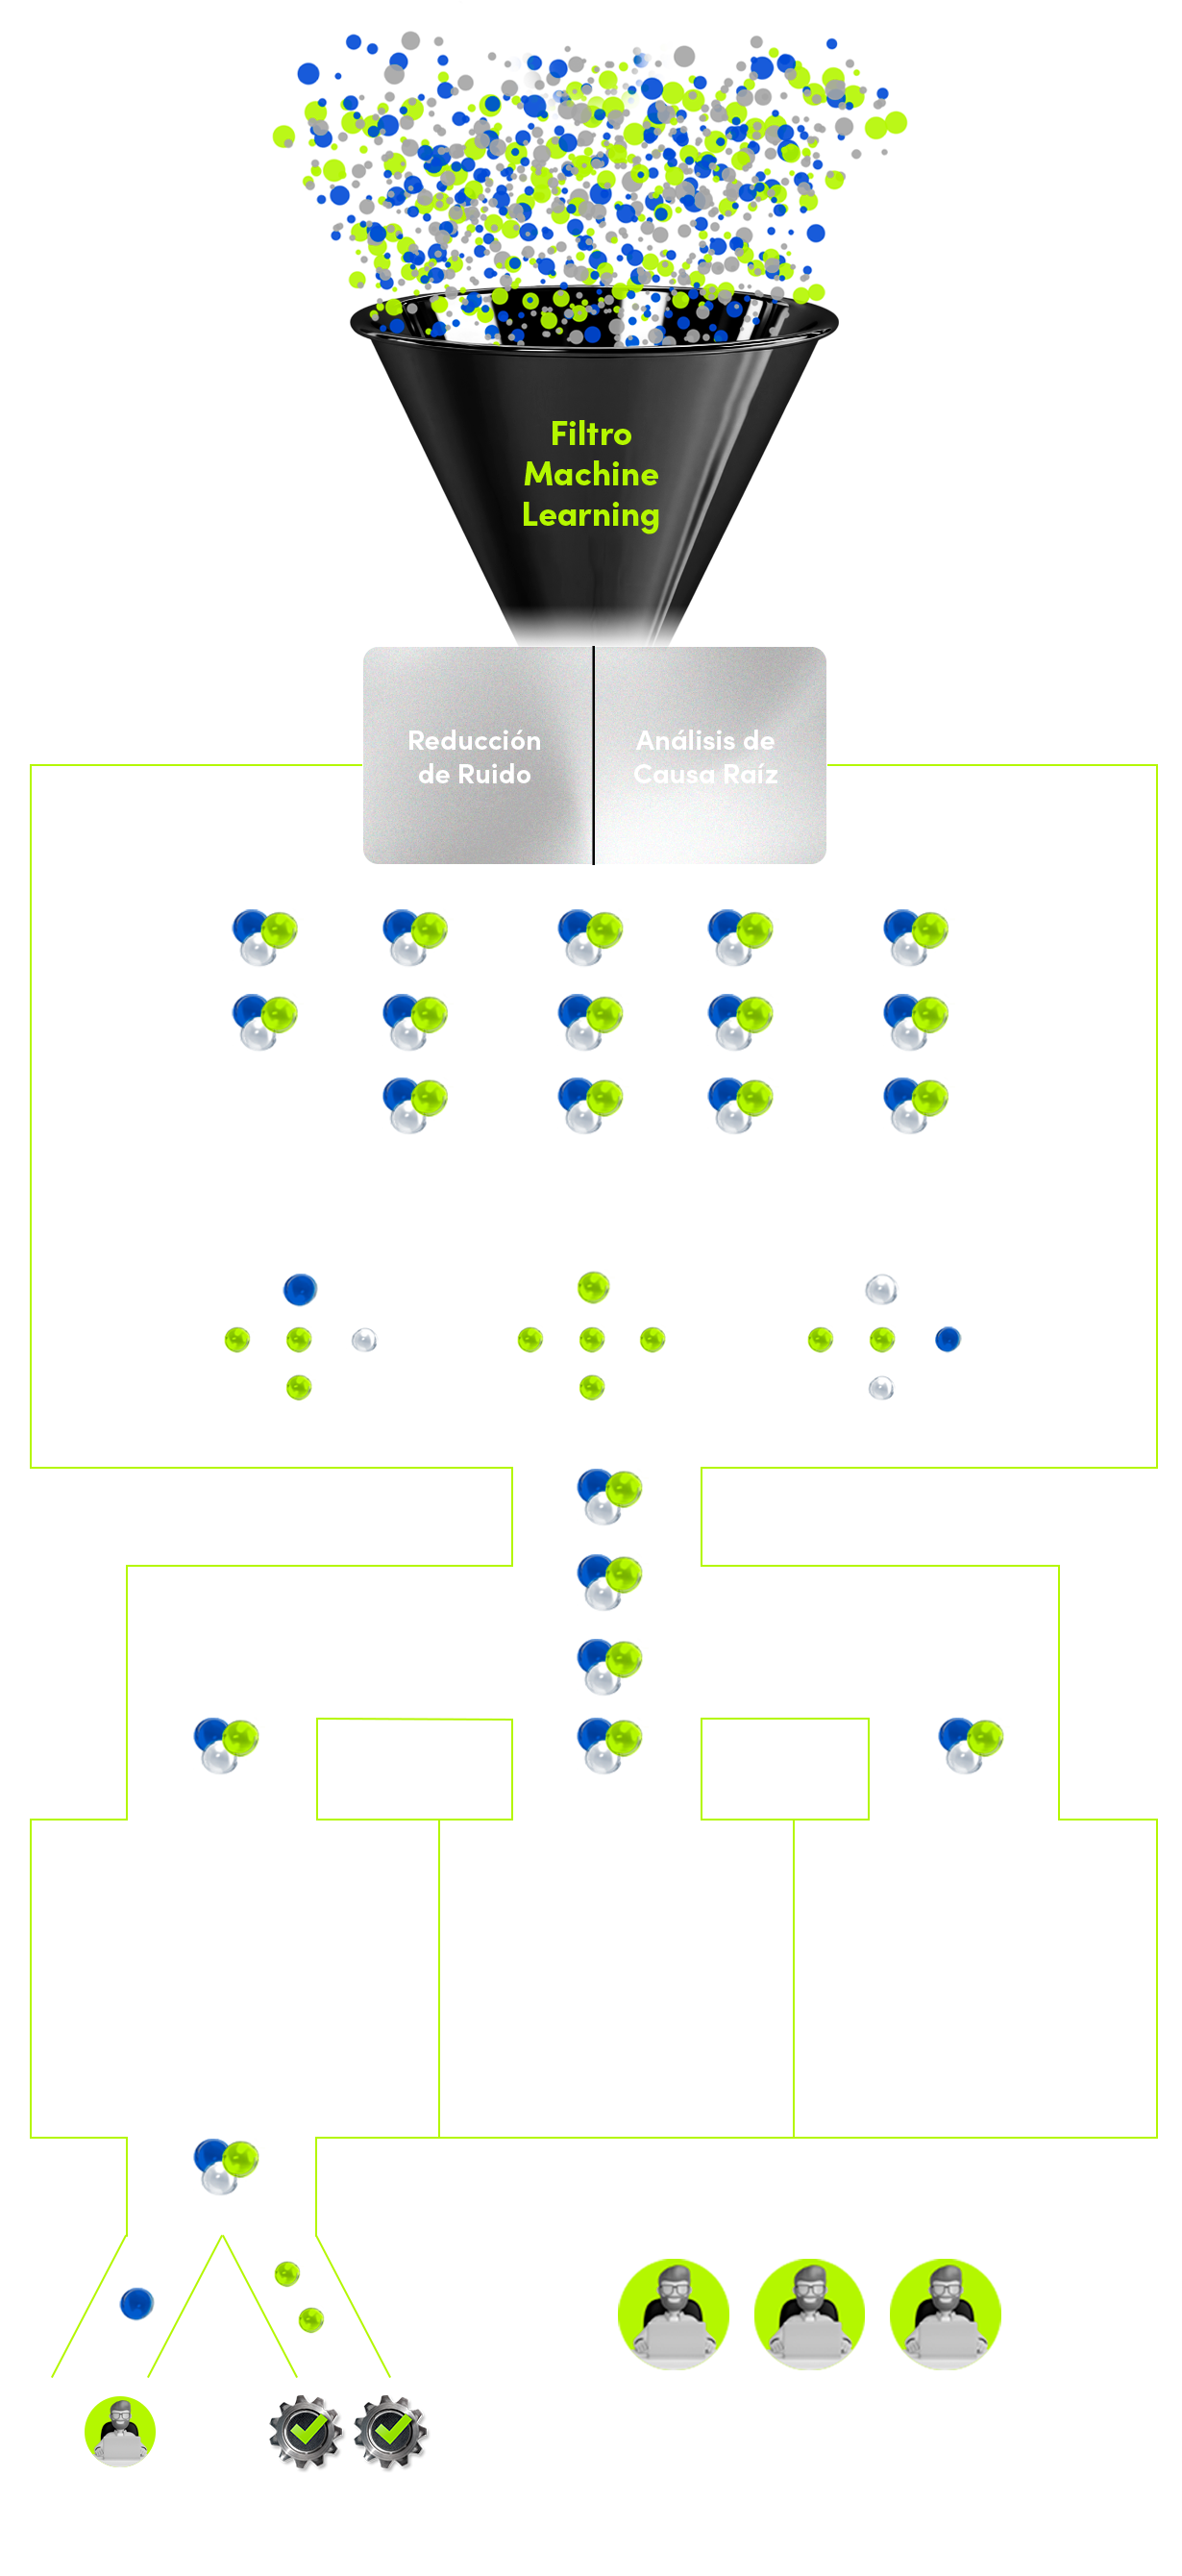 Filtro
Machine
Learning
Reducción
de Ruido
Análisis de
Causa Raíz